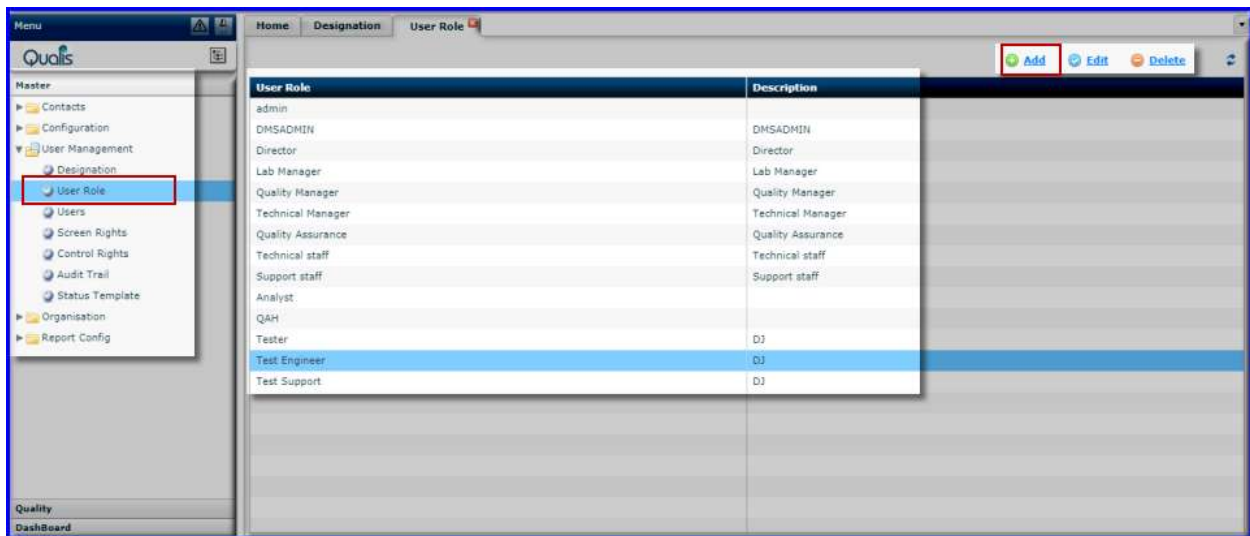 Menu
Home Designation User Role
Qualis
Add Edit Delete
Master
User Role Description
Contacts
admin
Configuration
DMSADMIN DMSADMIN
User Management
Director Director
Designation
Lab Manager Lab Manager
User Role
Quality Manager Quality Manager
Users
Technical Manager Technical Manager
Screen Rights
Quality Assurance Quality Assurance
Control Rights
Technical staff Technical staff
Audit Trail
Support staff Support staff
Status Template
Analyst
Organisation
QAH
Report Config
Tester DJ
Test Engineer DJ
Test Support DJ
Quality
DashBoard